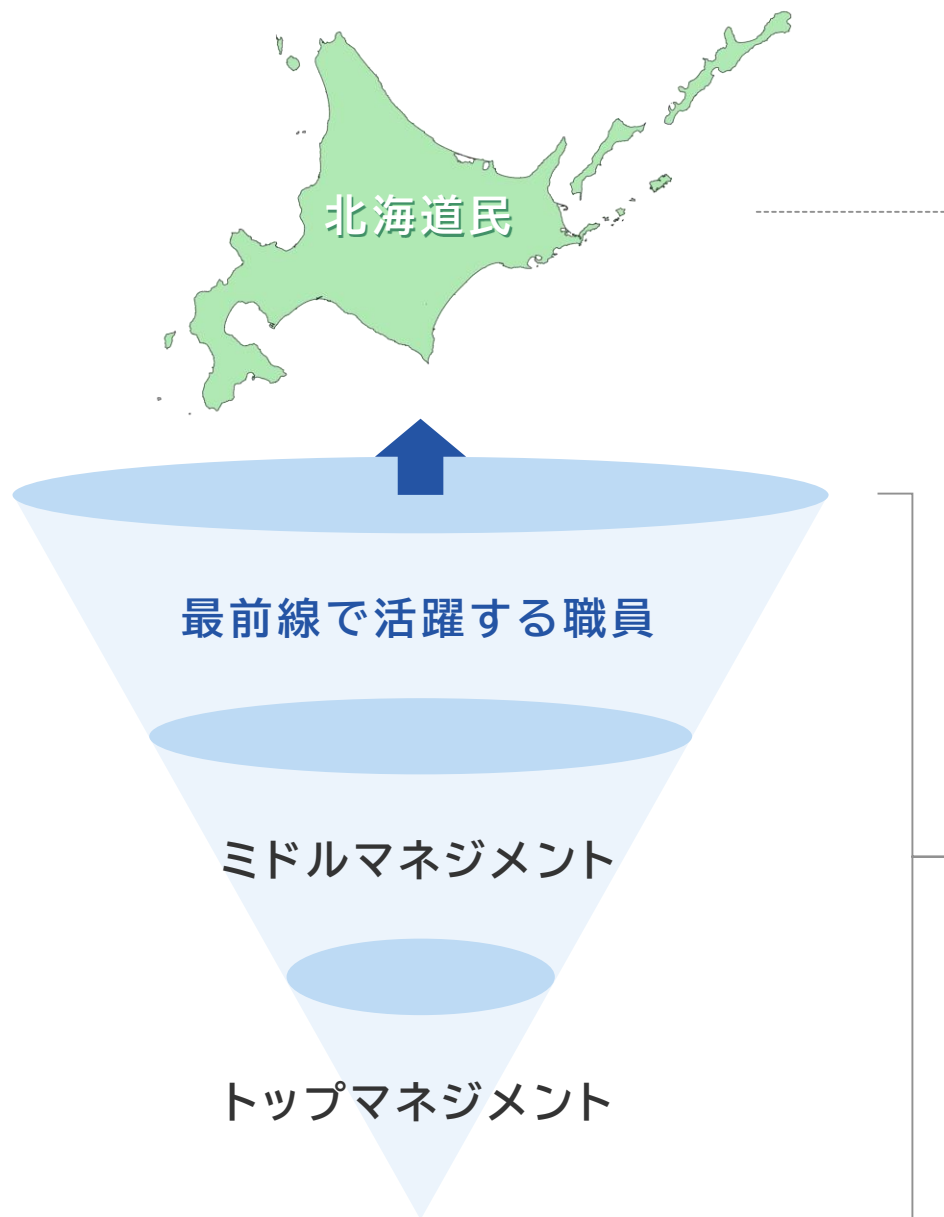 北海道民
最前線で活躍する職員
ミドルマネジメント
トップマネジメント